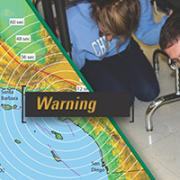 60 sec
48 sec
36 sec
Warning
Santa
Barbara
San
Diego